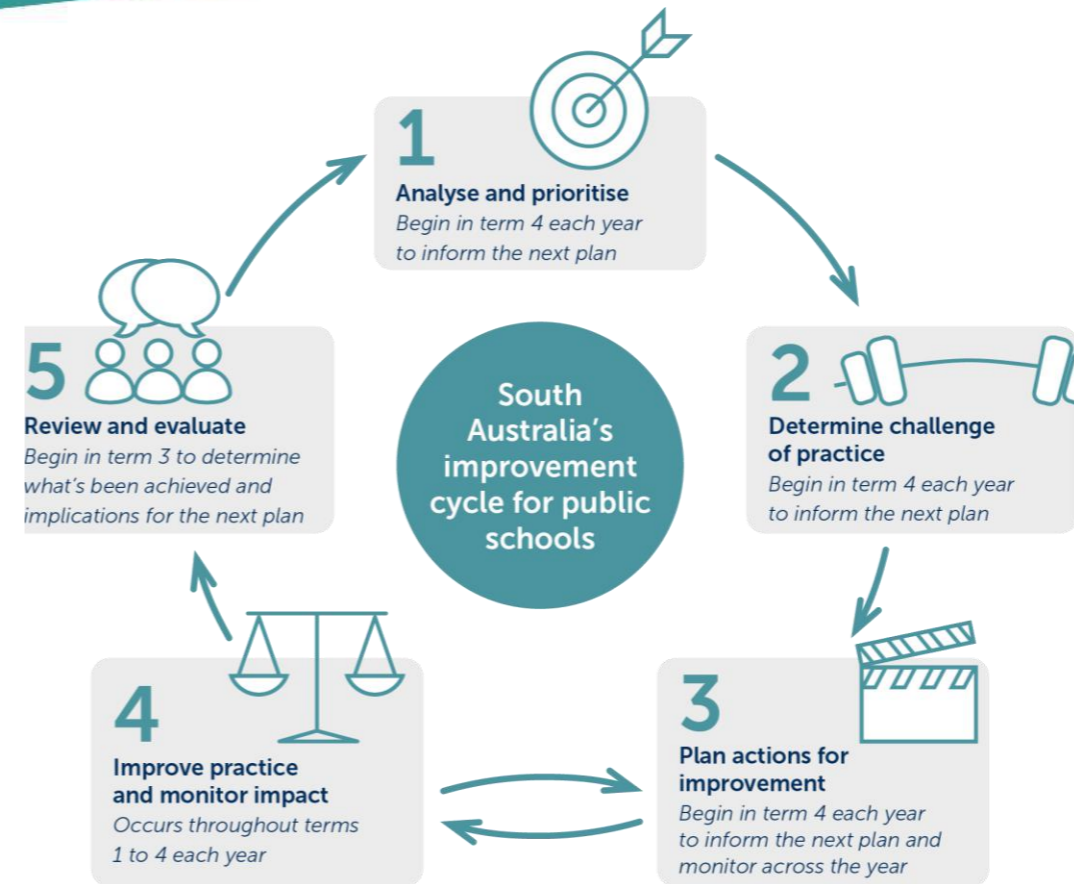 1
Analyse and prioritise
Begin in term 4 each year
to inform the next plan
2
Determine challenge
of practice
Begin in term 4 each year
to inform the next plan
3
Plan actions for
improvement
Begin in term 4 each year
to inform the next plan and
monitor across the year
4
Improve practice
and monitor impact
Occurs throughout terms
1 to 4 each year
5
Review and evaluate
Begin in term 3 to determine
what's been achieved and
implications for the next plan
South
Australia's
improvement
cycle for public
schools